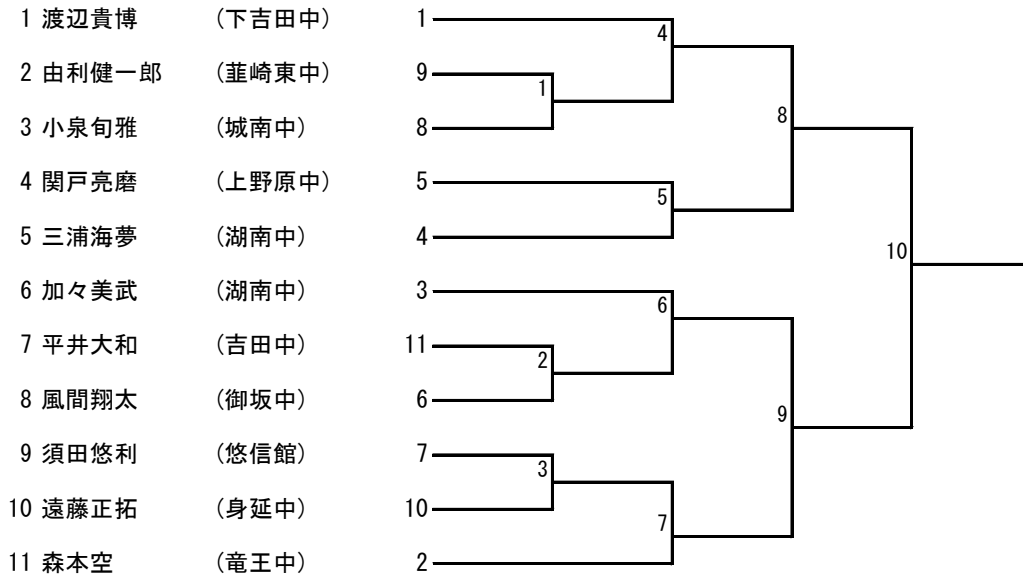 1 渡辺貴博 (下吉田中) 1
4
2 由利健一郎 (韮崎東中) 9
1
3 小泉旬雅 (城南中) 8
8
4 関戸亮磨 (上野原中) 5
5
5 三浦海夢 (湖南中) 4
10
6 加々美武 (湖南中) 3
6
7 平井大和 (吉田中) 11
2
8 風間翔太 (御坂中) 6
9
9 須田悠利 (悠信館) 7
3
10 遠藤正拓 (身延中) 10
7
11 森本空 (竜王中) 2